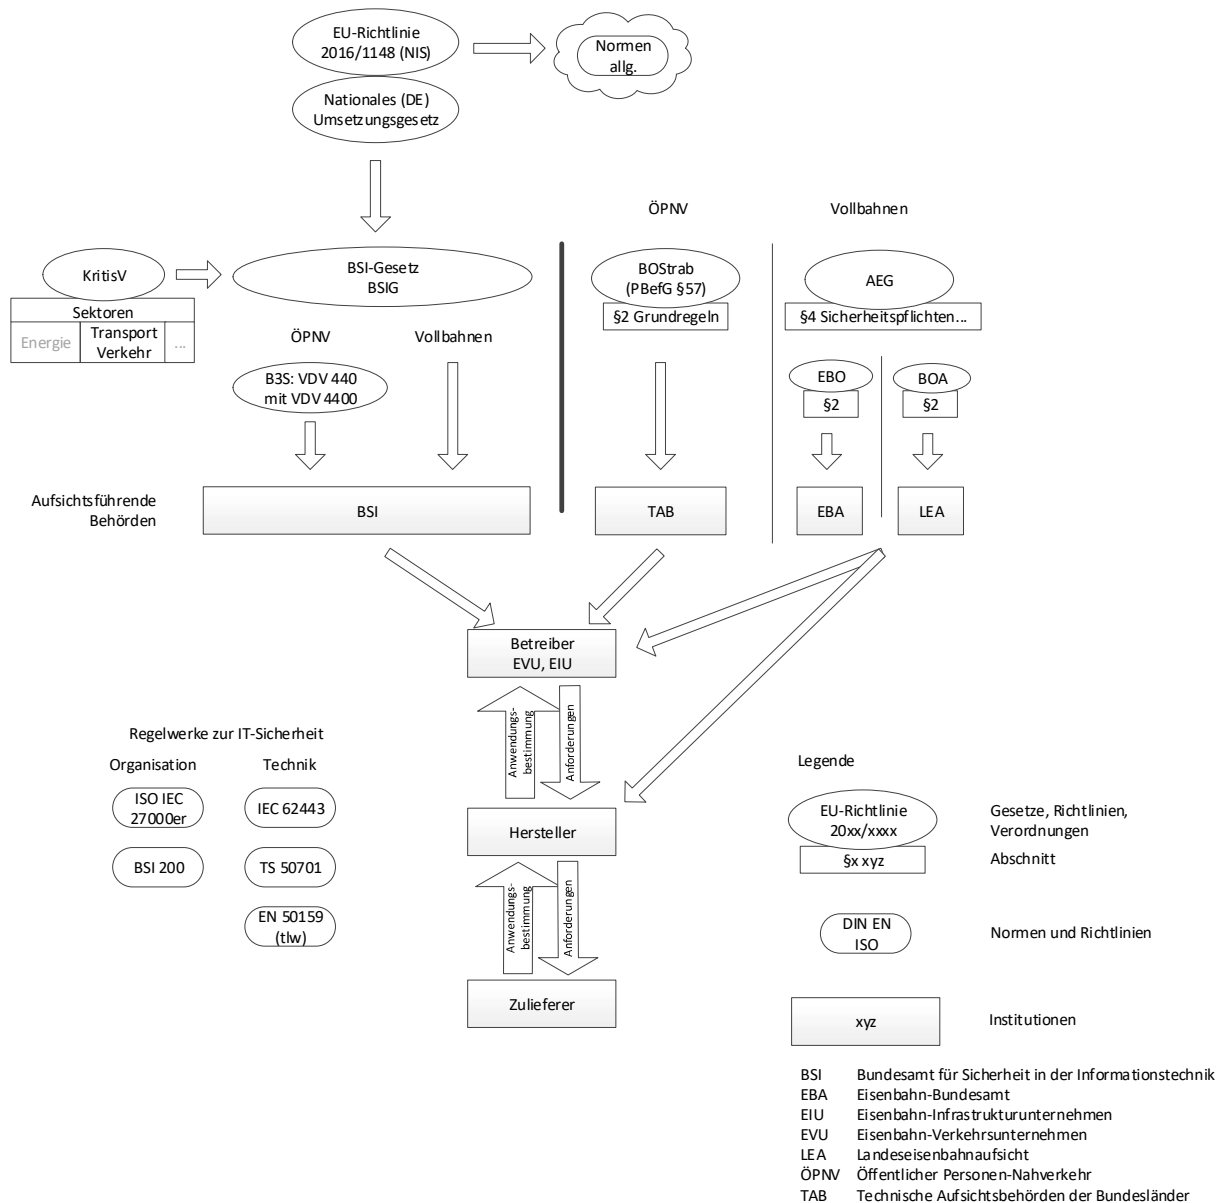 EU-Richtlinie
2016/1148 (NIS)
Normen
allg.
Nationales (DE)
Umsetzungsgesetz
ÖPNV
Vollbahnen
KritisV
Sektoren
Energie
Transport
Verkehr
...
BSI-Gesetz
BSIG
BOStrab
(PBefG §57)
§2 Grundregeln
AEG
§4 Sicherheitspflichten...
ÖPNV
Vollbahnen
B3S: VDV 440
mit VDV 4400
EBO
§2
BOA
§2
Aufsichtsführende
Behörden
BSI
TAB
EBA
LEA
Betreiber
EVU, EIU
Anwendungs-
bestimmung
Anforderungen
Regelwerke zur IT-Sicherheit
Organisation
Technik
ISO IEC
27000er
IEC 62443
BSI 200
TS 50701
EN 50159
(tlw)
Hersteller
Anwendungs-
bestimmung
Anforderungen
Zulieferer
Legende
EU-Richtlinie
20xx/xxxx
Gesetze, Richtlinien,
Verordnungen
§x xyz
Abschnitt
DIN EN
ISO
Normen und Richtlinien
xyz
Institutionen
BSI Bundesamt für Sicherheit in der Informationstechnik
EBA Eisenbahn-Bundesamt
EIU Eisenbahn-Infrastrukturunternehmen
EVU Eisenbahn-Verkehrsunternehmen
LEA Landeseisenbahnaufsicht
ÖPNV Öffentlicher Personen-Nahverkehr
TAB Technische Aufsichtsbehörden der Bundesländer